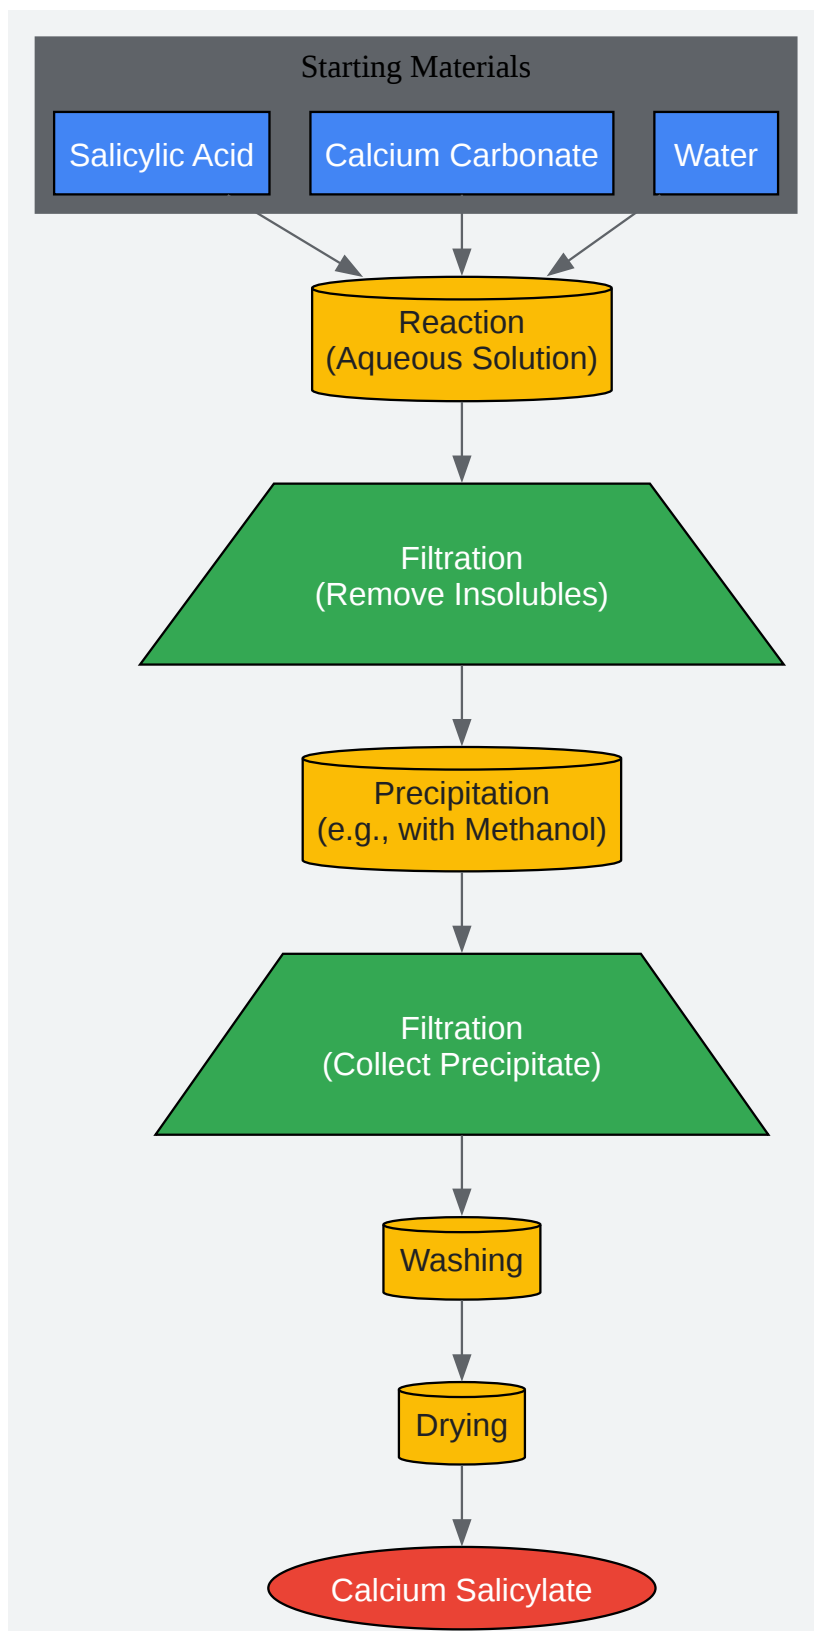 Starting Materials
Salicylic Acid
Calcium Carbonate
Water
Reaction
(Aqueous Solution)
Filtration
(Remove Insolubles)
Precipitation
(e.g., with Methanol)
Filtration
(Collect Precipitate)
Washing
Drying
Calcium Salicylate